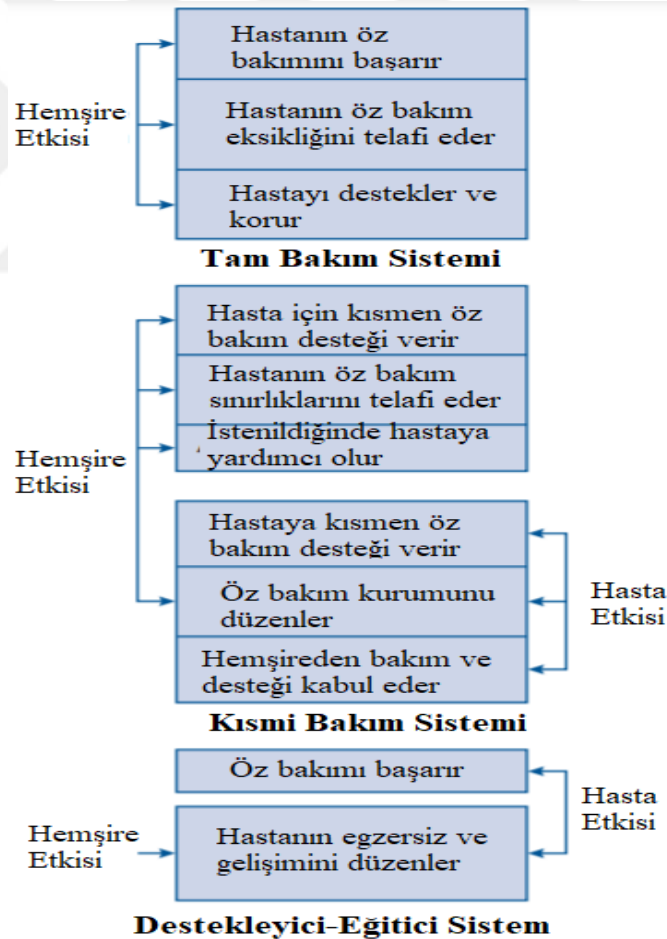 Hastanın öz
bakımını başarır
Hemşire
Etkisi
Hastanın öz bakım
eksikliğini telafi eder
Hastayı destekler ve
korur
Tam Bakım Sistemi
Hasta için kısmen öz
bakım desteği verir
Hastanın öz bakım
sınırlıklarını telafi eder
İstenildiğinde hastaya
yardımcı olur
Hemşire
Etkisi
Hastaya kısmen öz
bakım desteği verir
Öz bakım kurumunu
düzenler
Hasta
Etkisi
Hemşireden bakım ve
desteği kabul eder
Kısmi Bakım Sistemi
Öz bakımı başarır
Hasta
Etkisi
Hemşire
Etkisi
Hastanın egzersiz ve
gelişimini düzenler
Destekleyici-Eğitici Sistem